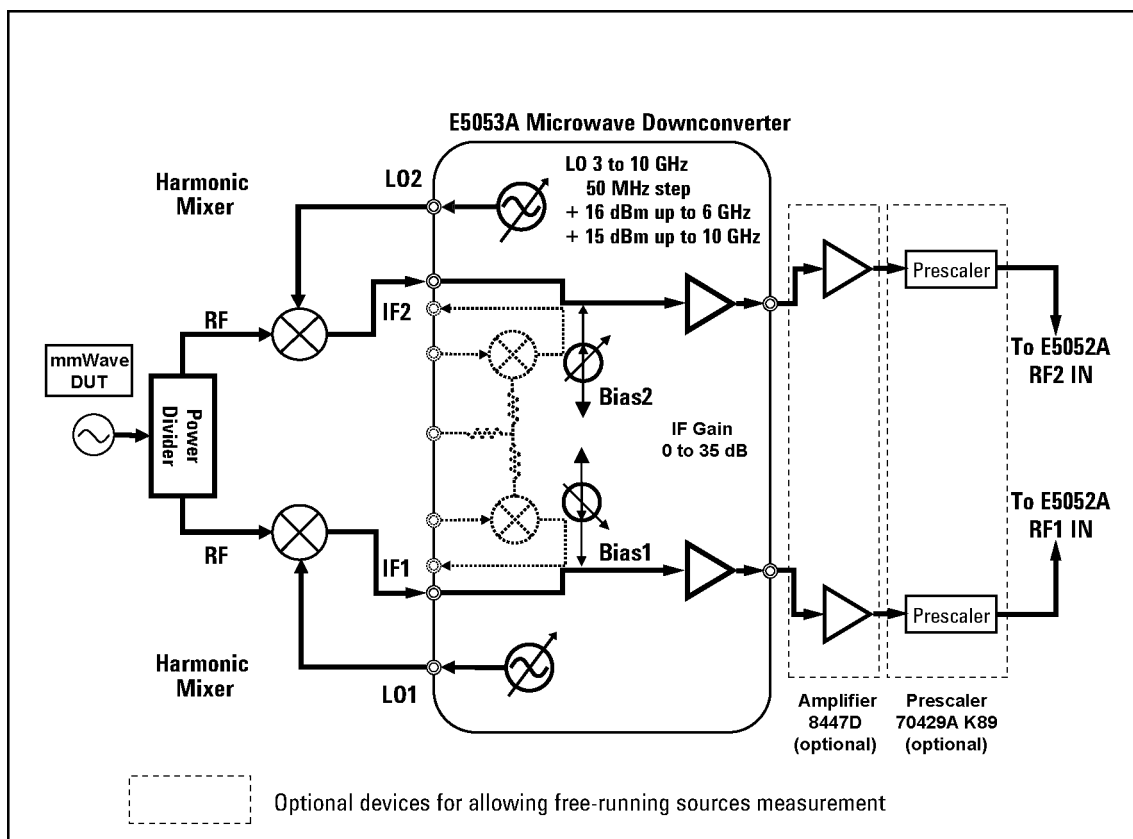 E5053A Microwave Downconverter
Harmonic
Mixer
LO2
LO 3 to 10 GHz
50 MHz step
+ 16 dBm up to 6 GHz
+ 15 dBm up to 10 GHz
RF
IF2
Prescaler
mmWave
DUT
Power
Divider
Bias2
IF Gain
0 to 35 dB
To E5052A
RF2 IN
To E5052A
RF1 IN
RF
IF1
Bias1
Prescaler
Harmonic
Mixer
LO1
Amplifier
8447D
(optional)
Prescaler
70429A K89
(optional)
Optional devices for allowing free-running sources measurement